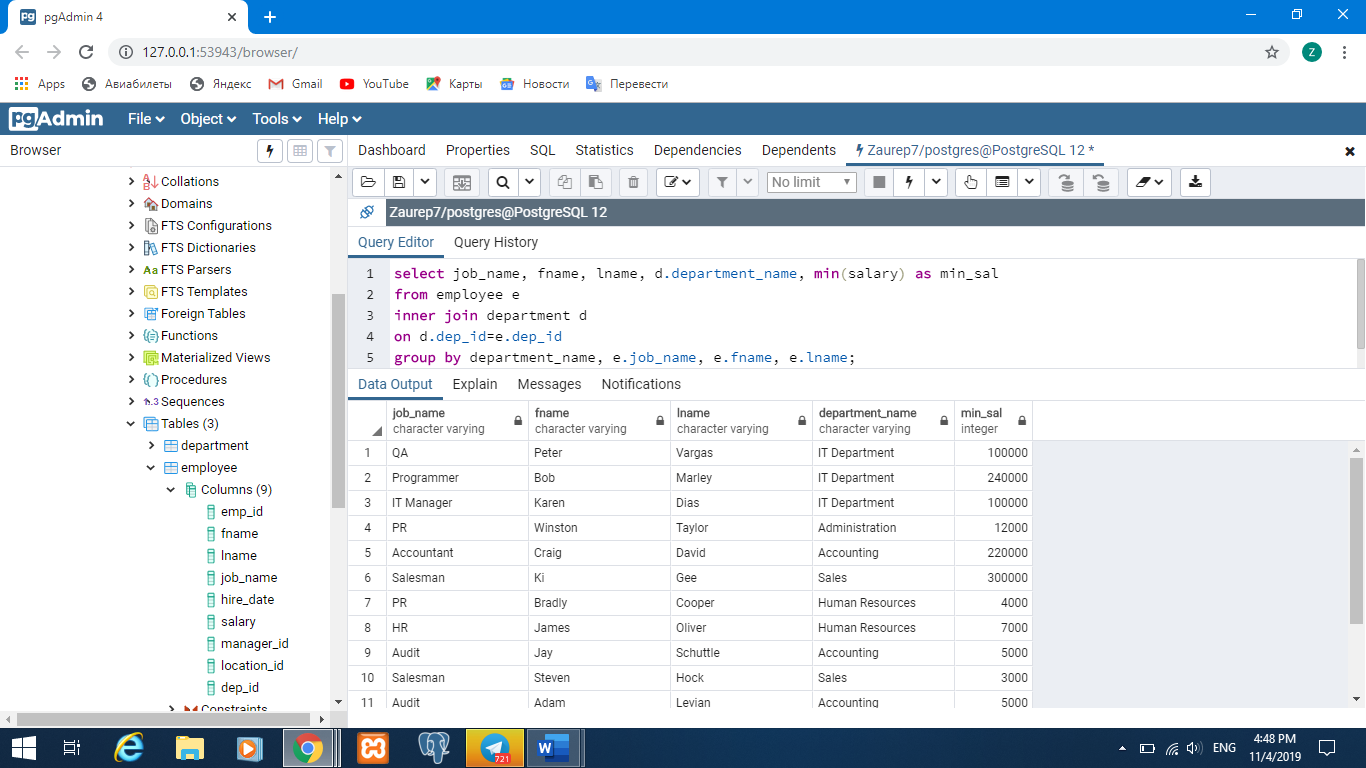 pgAdmin 4
127.0.0.1:53943/browser/
Z
Apps Авиабилеты Яндекс Gmail YouTube Карты Новости Перевести
pgAdmin File Object Tools Help
Browser
Dashboard Properties SQL Statistics Dependencies Dependents Zaurep7/postgres@PostgreSQL 12 *
No limit
Zaurep7/postgres@PostgreSQL 12
Query Editor Query History
1 select job_name, fname, lname, d.department_name, min(salary) as min_sal
2 from employee e
3 inner join department d
4 on d.dep_id=e.dep_id
5 group by department_name, e.job_name, e.fname, e.lname;
Collations
Domains
FTS Configurations
FTS Dictionaries
Aa FTS Parsers
FTS Templates
Foreign Tables
Functions
Materialized Views
Procedures
1..3 Sequences
Tables (3)
department
employee
Columns (9)
emp_id
fname
lname
job_name
hire_date
salary
manager_id
location_id
dep_id
Constraints
Data Output Explain Messages Notifications
job_name fname lname department_name min_sal
character varying character varying character varying character varying integer
1 QA Peter Vargas IT Department 100000
2 Programmer Bob Marley IT Department 240000
3 IT Manager Karen Dias IT Department 100000
4 PR Winston Taylor Administration 12000
5 Accountant Craig David Accounting 220000
6 Salesman Ki Gee Sales 300000
7 PR Bradly Cooper Human Resources 4000
8 HR James Oliver Human Resources 7000
9 Audit Jay Schuttle Accounting 5000
10 Salesman Steven Hock Sales 3000
11 Audit Adam Levian Accounting 5000
721
ENG
4:48 PM
11/4/2019